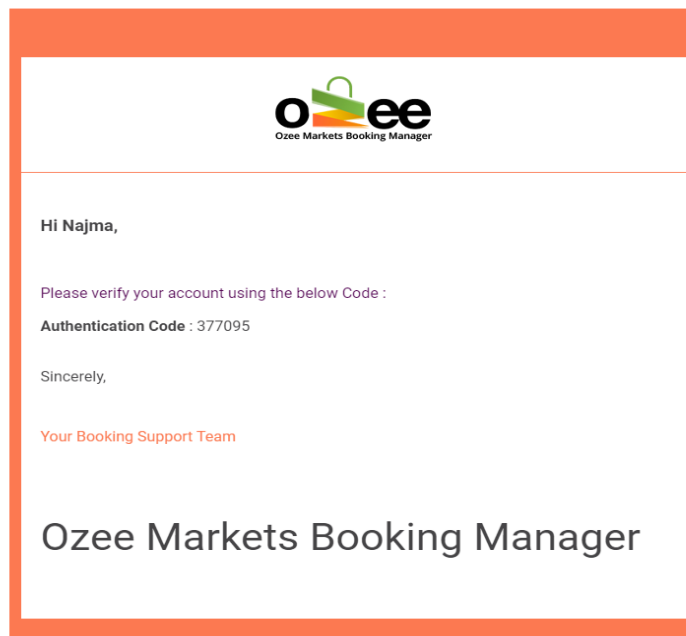 ozee
Ozee Markets Booking Manager
Hi Najma,
Please verify your account using the below Code :
Authentication Code : 377095
Sincerely,
Your Booking Support Team
Ozee Markets Booking Manager